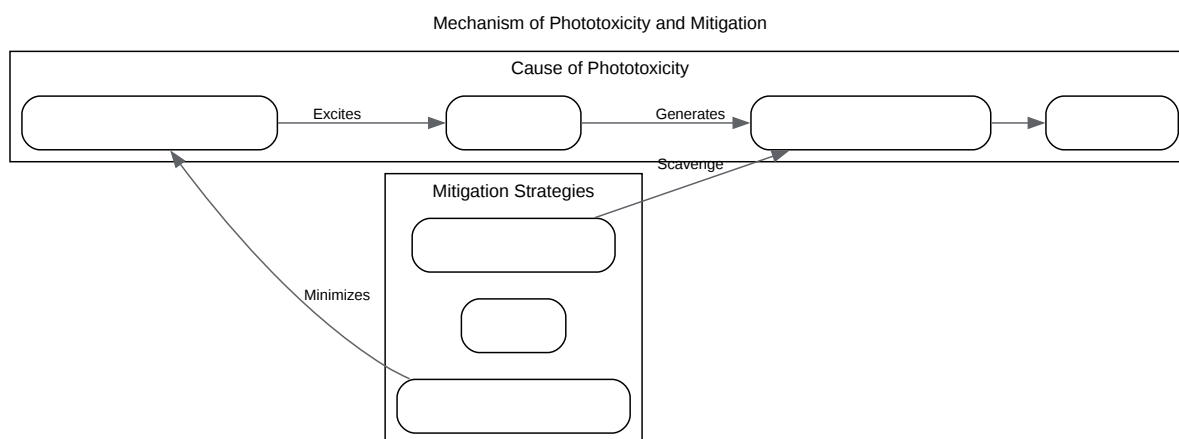 Mechanism of Phototoxicity and Mitigation
Cause of Phototoxicity
Excites
Generates
Scavenge
Mitigation Strategies
Minimizes